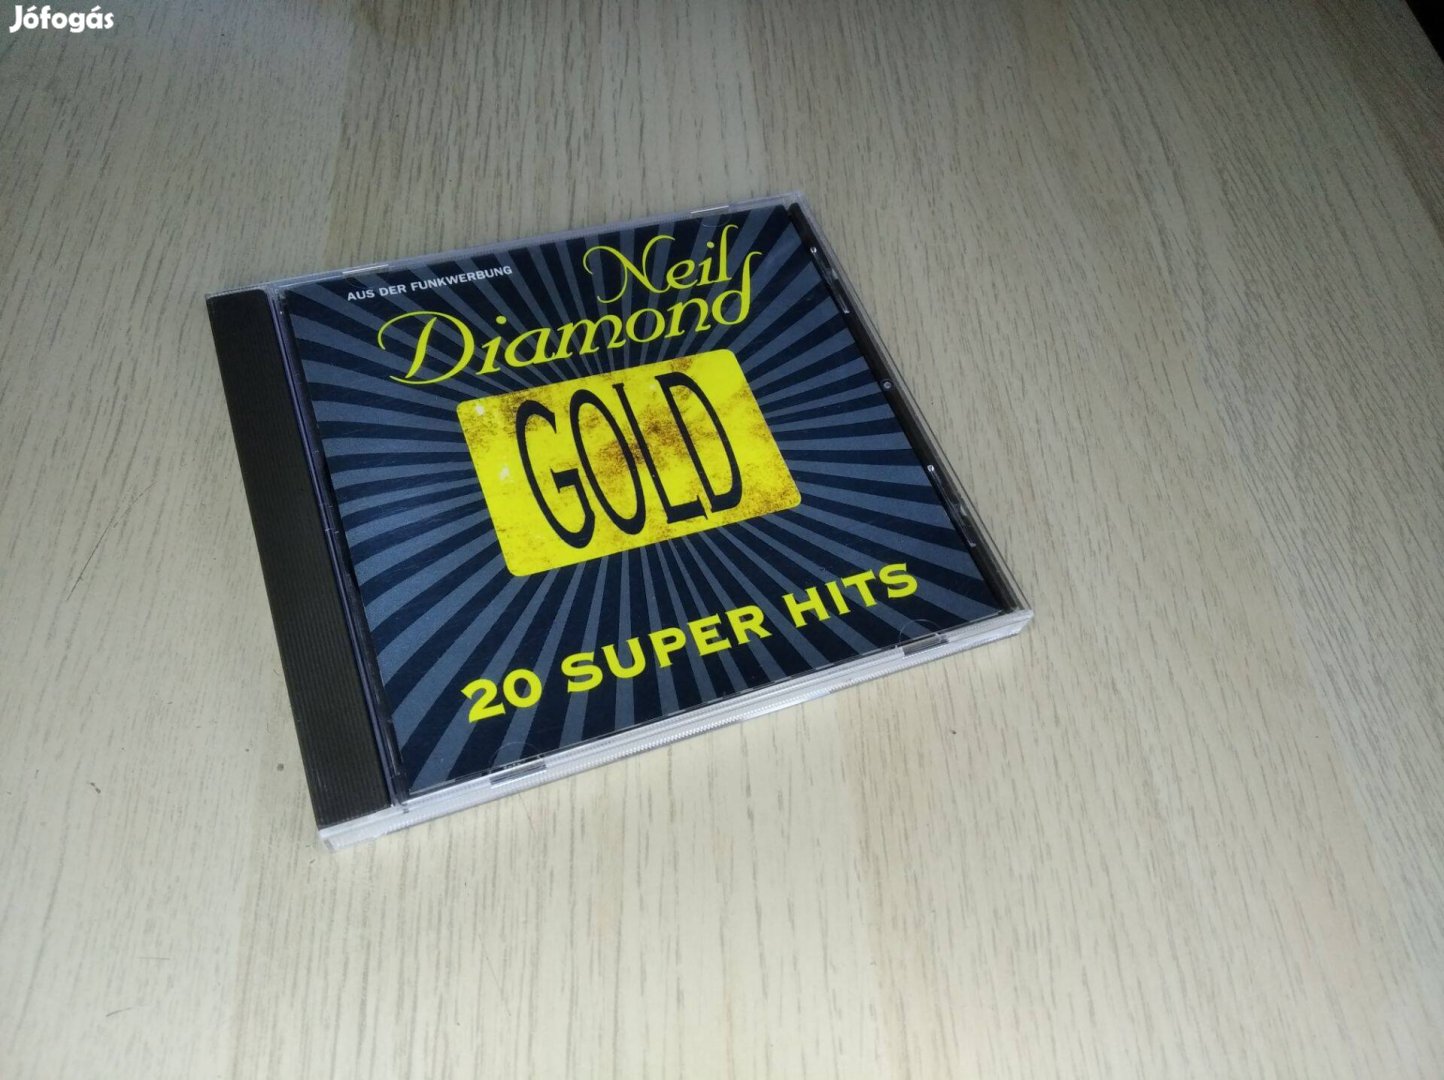 Jófogás
AUS DER FUNKWERBUNG
Neil
Diamond
GOLD
20 SUPER HITS